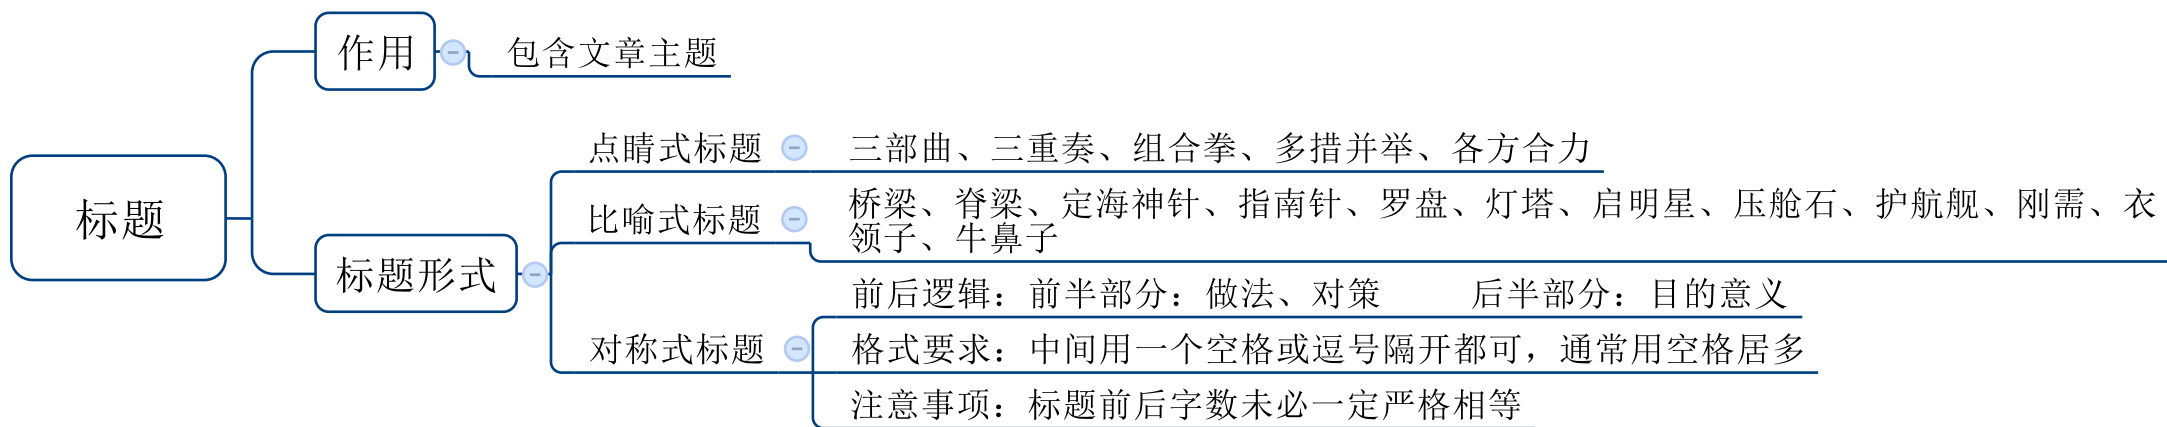 标题
作用
包含文章主题
标题形式
点睛式标题
三部曲、三重奏、组合拳、多措并举、各方合力
比喻式标题
桥梁、脊梁、定海神针、指南针、罗盘、灯塔、启明星、压舱石、护航舰、刚需、衣
领子、牛鼻子
对称式标题
前后逻辑：前半部分：做法、对策 后半部分：目的意义
格式要求：中间用一个空格或逗号隔开都可，通常用空格居多
注意事项：标题前后字数未必一定严格相等